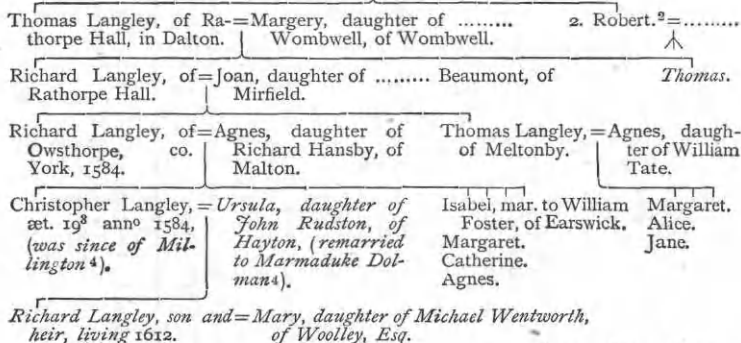 Thomas Langley, of Ra-=Margery, daughter of ......... 2. Robert.²=.........
thorpe Hall, in Dalton. Wombwell, of Wombwell.
Richard Langley, of=Joan, daughter of ......... Beaumont, of Thomas.
Rathorpe Hall. Mirfield.
Richard Langley, of=Agnes, daughter of Thomas Langley,=Agnes, daugh-
Owsthorpe, co. Richard Hansby, of of Meltonby. ter of William
York, 1584. Malton. Tate.
Christopher Langley,=Ursula, daughter of Isabel, mar. to William Margaret.
æt. 19⁸ annº 1584, John Rudston, of Foster, of Earswick. Alice.
(was since of Mil- Hayton, (remarried Margaret. Jane.
lington⁴). to Marmaduke Dol- Catherine.
man⁴). Agnes.
Richard Langley, son and=Mary, daughter of Michael Wentworth,
heir, living 1612. of Woolley, Esq.